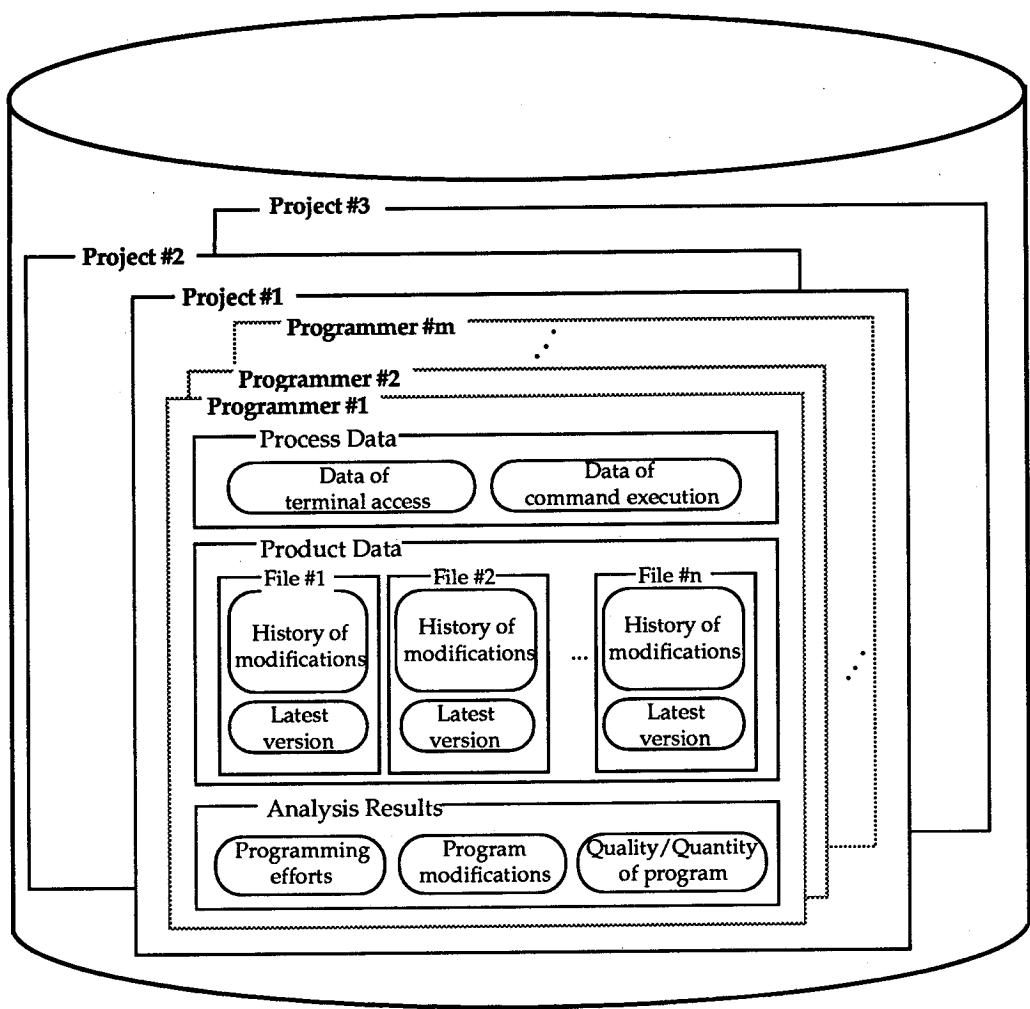 Project #3
Project #2
Project #1
Programmer #m
Programmer #2
Programmer #1
Process Data
Data of
terminal access
Data of
command execution
Product Data
File #1
History of
modifications
Latest
version
File #2
History of
modifications
Latest
version
...
File #n
History of
modifications
Latest
version
Analysis Results
Programming
efforts
Program
modifications
Quality/Quantity
of program